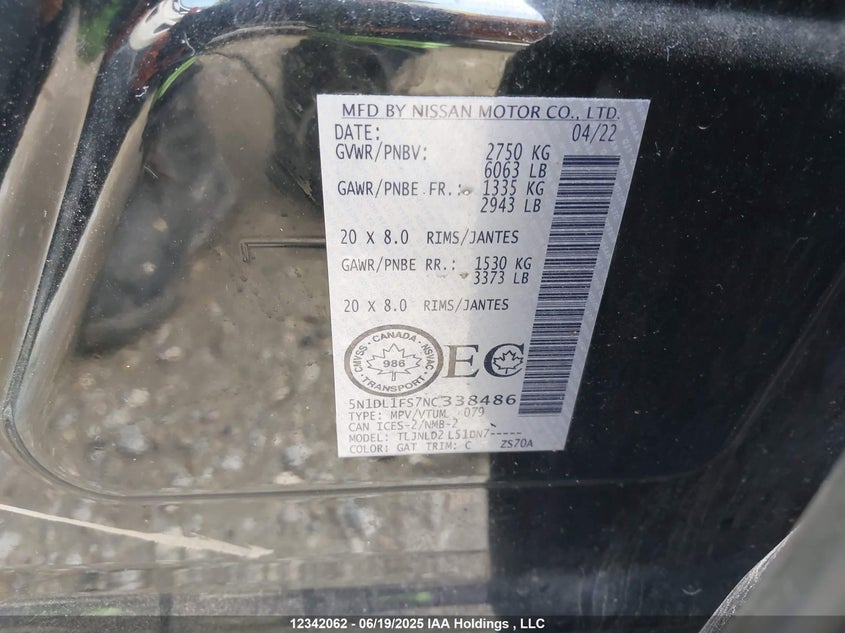 MFD BY NISSAN MOTOR CO., LTD.
DATE: 04/22
GVWR/PNBV: 2750 KG
6063 LB
GAWR/PNBE FR.: 1335 KG
2943 LB
20 X 8.0 RIMS/JANTES
GAWR/PNBE RR.: 1530 KG
3373 LB
20 X 8.0 RIMS/JANTES
CMVSS · CANADA · NSVAC
986
TRANSPORT
EC
5N1DL1FS7NC338486
TYPE: MPV/VTUM 079
CAN ICES-2/NMB-2
MODEL: TLJNLD2 L51DN7-----
COLOR: GAT TRIM: C ZS70A
12342062 - 06/19/2025 IAA Holdings , LLC